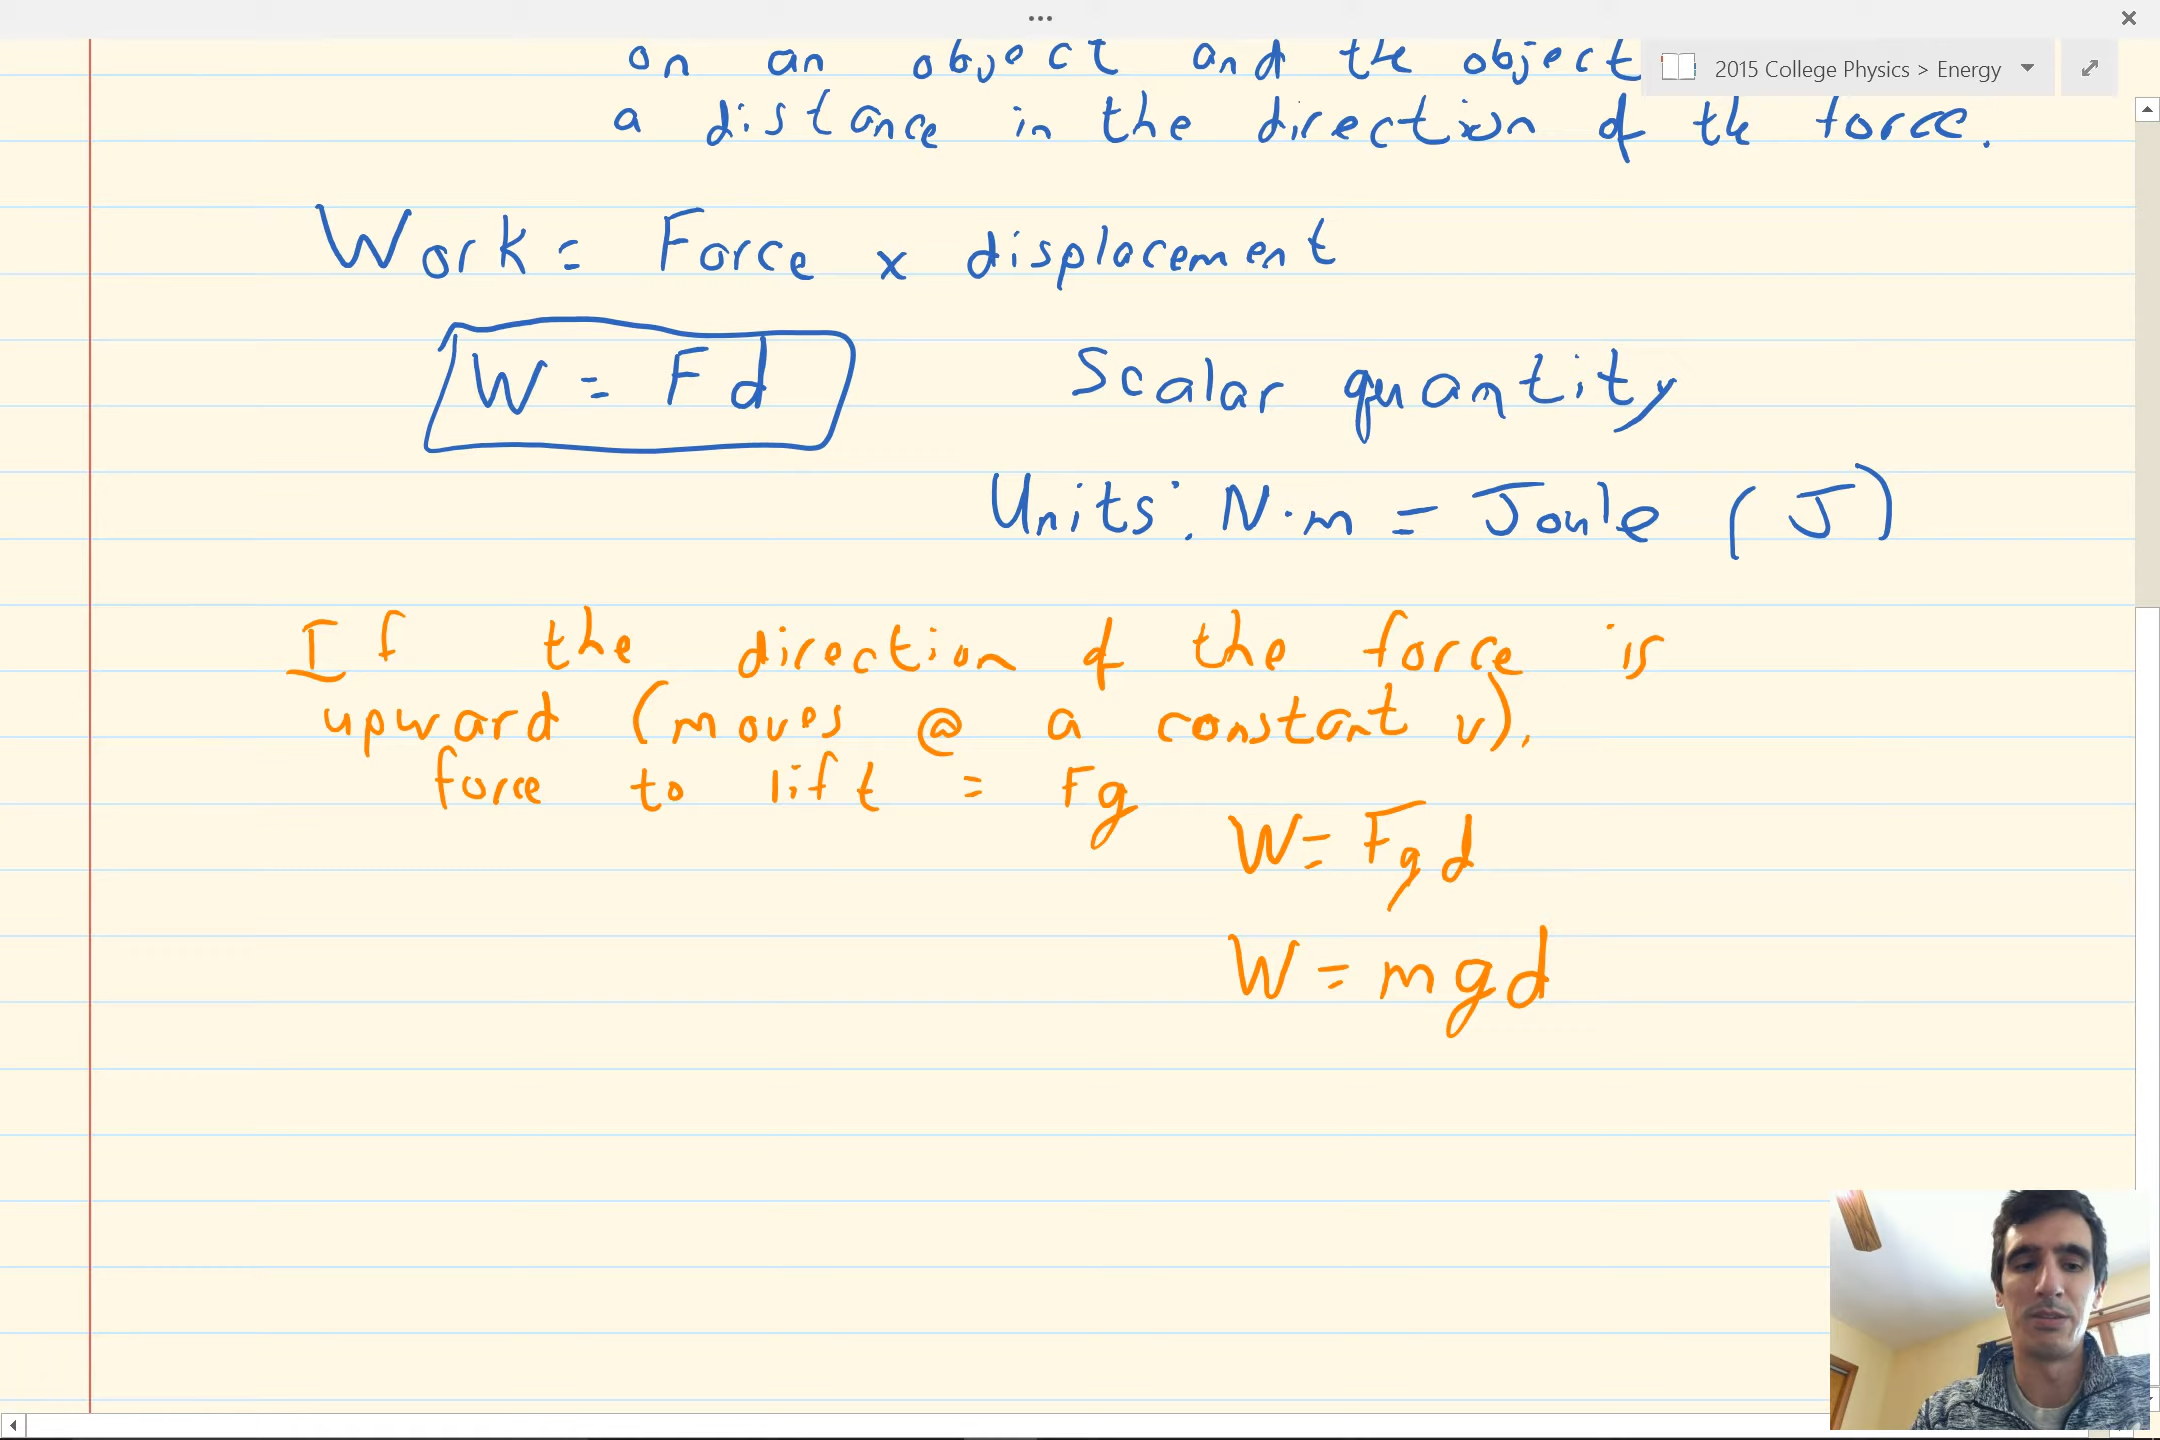 on an object and the object
2015 College Physics > Energy
a distance in the direction of the force.
Work = Force x displacement
W = Fd
Scalar quantity
Units: N·m = Joule (J)
If the direction of the force is
upward (moves @ a constant v),
force to lift = Fg
W = Fg d
W = mgd